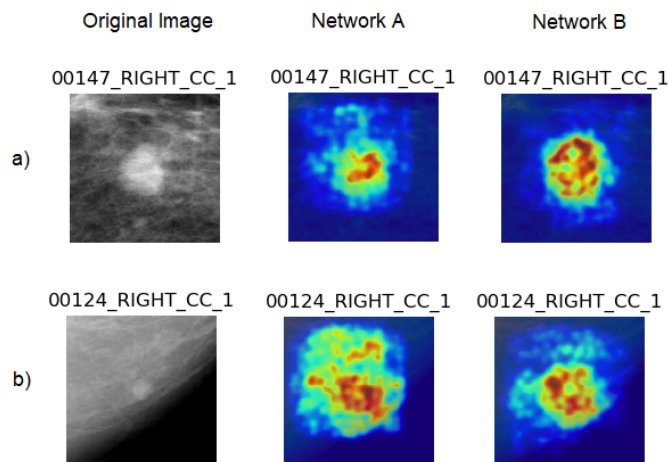 Original Image Network A Network B
00147_RIGHT_CC_1 00147_RIGHT_CC_1 00147_RIGHT_CC_1
a)
00124_RIGHT_CC_1 00124_RIGHT_CC_1 00124_RIGHT_CC_1
b)